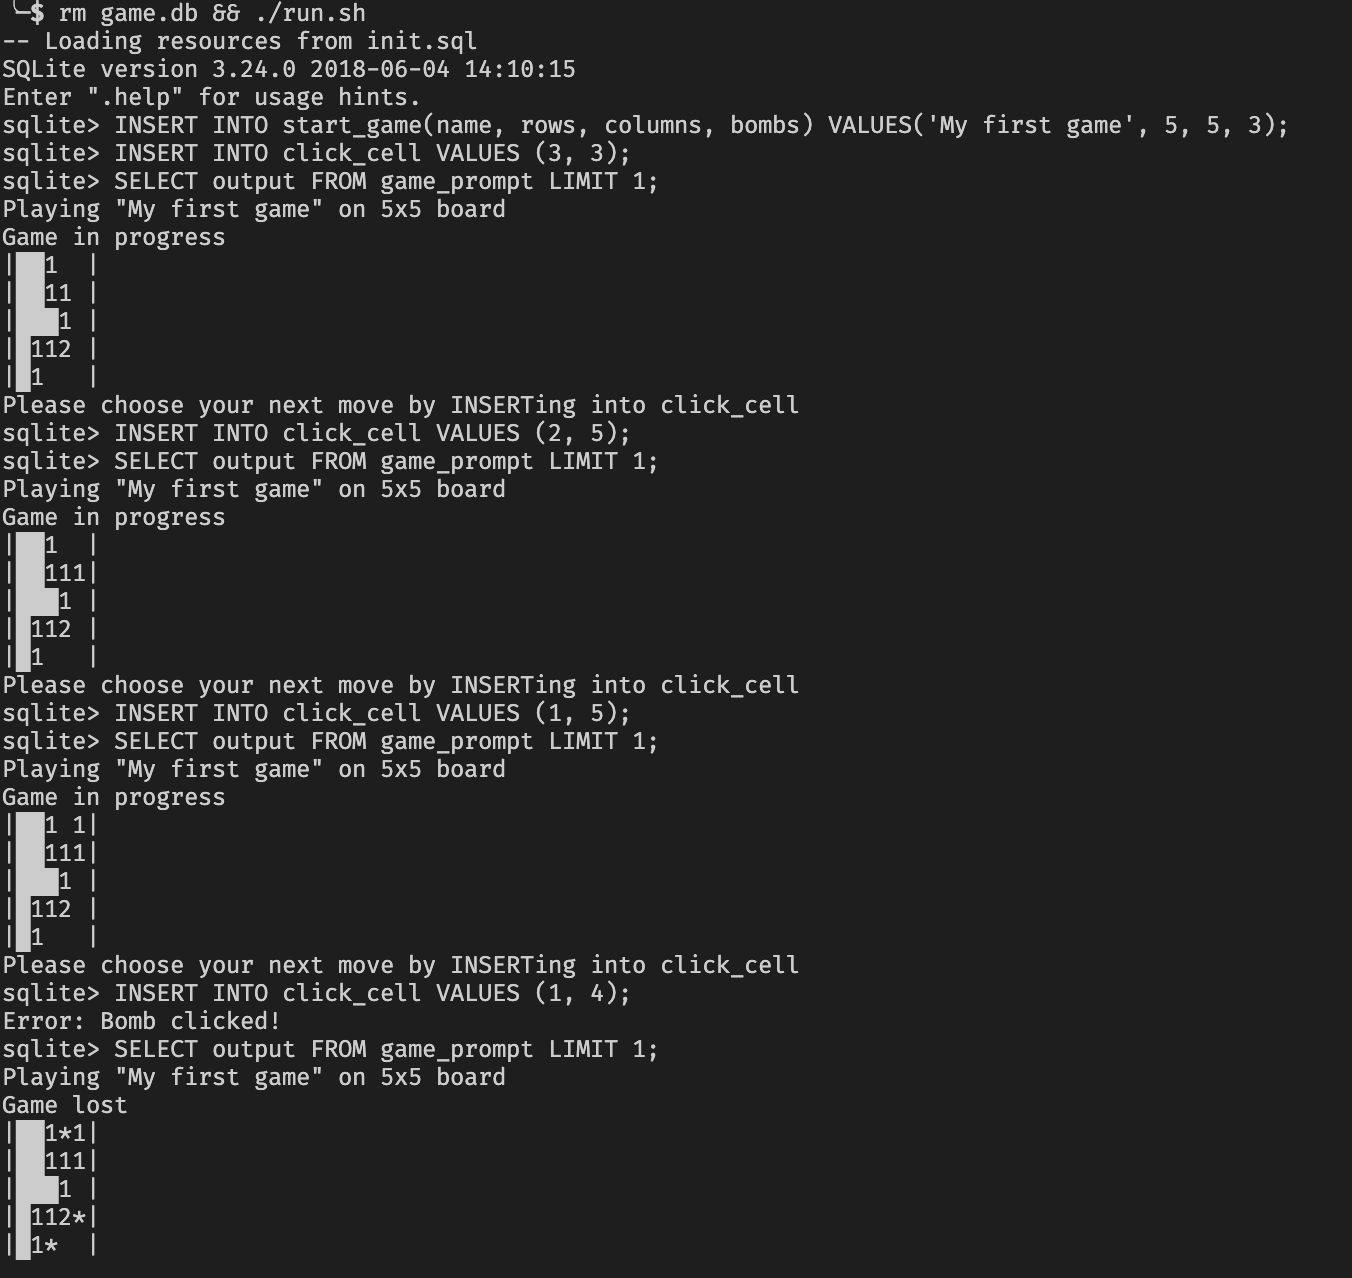 ╰─$ rm game.db && ./run.sh
-- Loading resources from init.sql
SQLite version 3.24.0 2018-06-04 14:10:15
Enter ".help" for usage hints.
sqlite> INSERT INTO start_game(name, rows, columns, bombs) VALUES('My first game', 5, 5, 3);
sqlite> INSERT INTO click_cell VALUES (3, 3);
sqlite> SELECT output FROM game_prompt LIMIT 1;
Playing "My first game" on 5x5 board
Game in progress
|██1  |
|██11 |
|███1 |
|█112 |
|█1   |
Please choose your next move by INSERTing into click_cell
sqlite> INSERT INTO click_cell VALUES (2, 5);
sqlite> SELECT output FROM game_prompt LIMIT 1;
Playing "My first game" on 5x5 board
Game in progress
|██1  |
|██111|
|███1 |
|█112 |
|█1   |
Please choose your next move by INSERTing into click_cell
sqlite> INSERT INTO click_cell VALUES (1, 5);
sqlite> SELECT output FROM game_prompt LIMIT 1;
Playing "My first game" on 5x5 board
Game in progress
|██1 1|
|██111|
|███1 |
|█112 |
|█1   |
Please choose your next move by INSERTing into click_cell
sqlite> INSERT INTO click_cell VALUES (1, 4);
Error: Bomb clicked!
sqlite> SELECT output FROM game_prompt LIMIT 1;
Playing "My first game" on 5x5 board
Game lost
|██1*1|
|██111|
|███1 |
|█112*|
|█1*  |